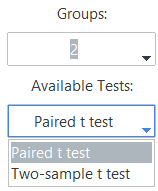 Groups:
2
Available Tests:
Paired t test
Paired t test
Two-sample t test